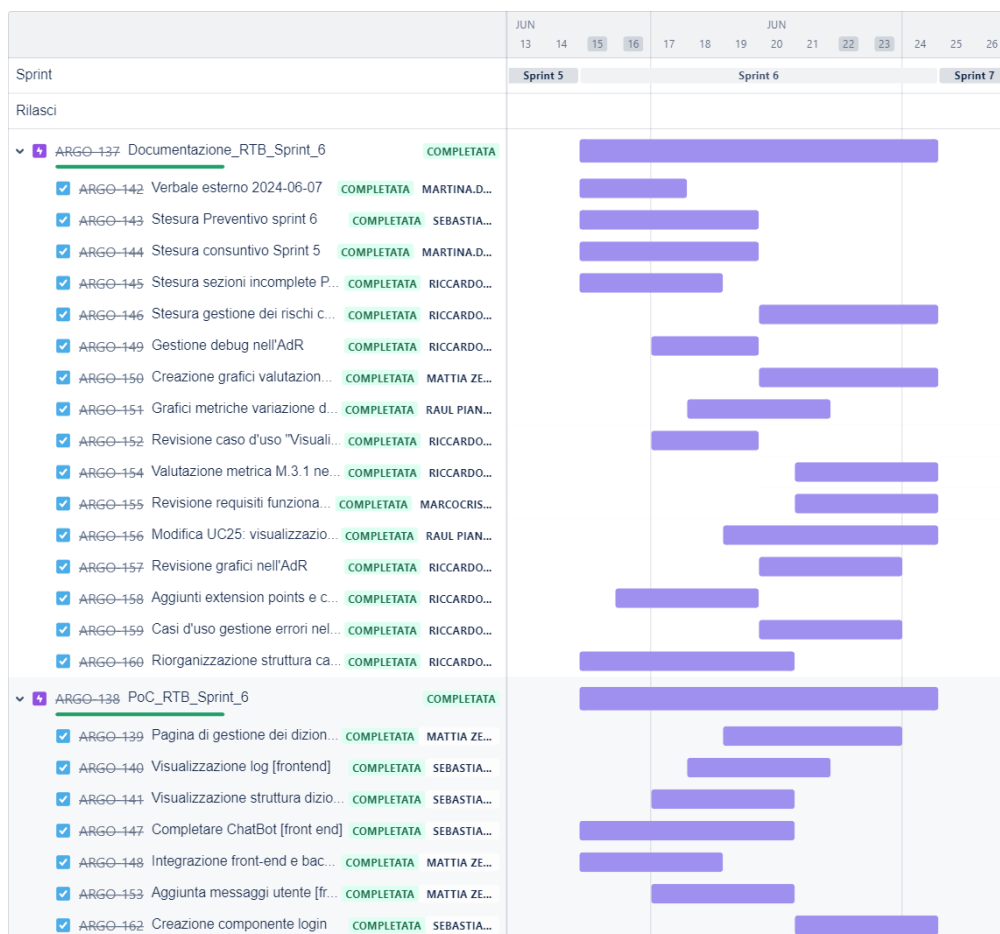 JUN JUN
13 14 15 16 17 18 19 20 21 22 23 24 25 26
Sprint Sprint 5 Sprint 6 Sprint 7
Rilasci
ARGO-137 Documentazione_RTB_Sprint_6 COMPLETATA
ARGO-142 Verbale esterno 2024-06-07 COMPLETATA MARTINA.D...
ARGO-143 Stesura Preventivo sprint 6 COMPLETATA SEBASTIA...
ARGO-144 Stesura consuntivo Sprint 5 COMPLETATA MARTINA.D...
ARGO-145 Stesura sezioni incomplete P... COMPLETATA RICCARDO...
ARGO-146 Stesura gestione dei rischi c... COMPLETATA RICCARDO...
ARGO-149 Gestione debug nell'AdR COMPLETATA RICCARDO...
ARGO-150 Creazione grafici valutazion... COMPLETATA MATTIA ZE...
ARGO-151 Grafici metriche variazione d... COMPLETATA RAUL PIAN...
ARGO-152 Revisione caso d'uso "Visuali... COMPLETATA RICCARDO...
ARGO-154 Valutazione metrica M.3.1 ne... COMPLETATA RICCARDO...
ARGO-155 Revisione requisiti funziona... COMPLETATA MARCOCRIS...
ARGO-156 Modifica UC25: visualizzazio... COMPLETATA RAUL PIAN...
ARGO-157 Revisione grafici nell'AdR COMPLETATA RICCARDO...
ARGO-158 Aggiunti extension points e c... COMPLETATA RICCARDO...
ARGO-159 Casi d'uso gestione errori nel... COMPLETATA RICCARDO...
ARGO-160 Riorganizzazione struttura ca... COMPLETATA RICCARDO...
ARGO-138 PoC_RTB_Sprint_6 COMPLETATA
ARGO-139 Pagina di gestione dei dizion... COMPLETATA MATTIA ZE...
ARGO-140 Visualizzazione log [frontend] COMPLETATA SEBASTIA...
ARGO-141 Visualizzazione struttura dizio... COMPLETATA SEBASTIA...
ARGO-147 Completare ChatBot [front end] COMPLETATA SEBASTIA...
ARGO-148 Integrazione front-end e bac... COMPLETATA MATTIA ZE...
ARGO-153 Aggiunta messaggi utente [fr... COMPLETATA MATTIA ZE...
ARGO-162 Creazione componente login COMPLETATA SEBASTIA...